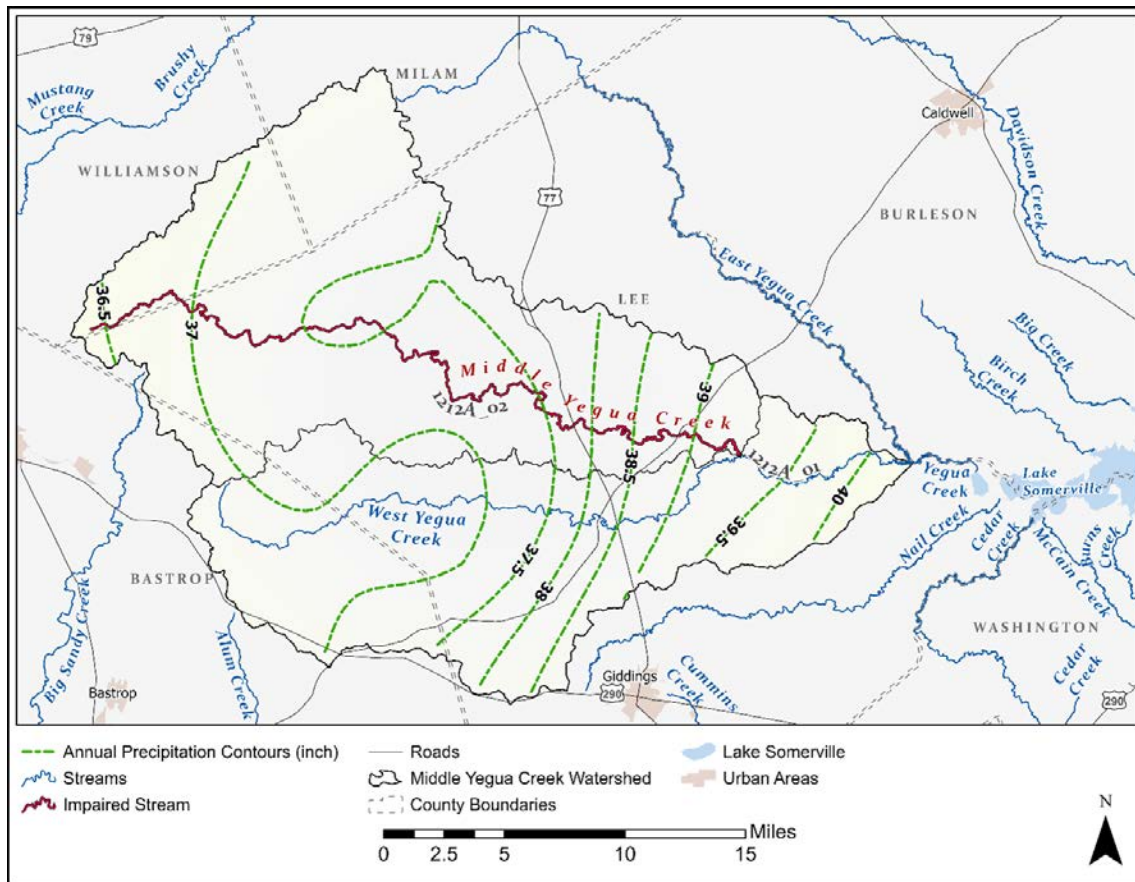 79
MILAM
Brushy
Creek
Mustang
Creek
Caldwell
Davidson Creek
WILLIAMSON
77
BURLESON
East Yegua Creek
36.5
37
LEE
Big Creek
Birch
Creek
Middle Yegua Creek
39
1212A_02
38.5
1212A_01
40
Yegua
Creek
Lake
Somerville
West Yegua
Creek
39.5
Nail Creek
Cedar
Creek
McCain Creek
Burns
Creek
37.5
38
BASTROP
Big Sandy Creek
Alum Creek
WASHINGTON
Cedar
Creek
Bastrop
Giddings
290
Cummins
Creek
290
Annual Precipitation Contours (inch)
Streams
Impaired Stream
Roads
Middle Yegua Creek Watershed
County Boundaries
Lake Somerville
Urban Areas
Miles
0 2.5 5 10 15
N